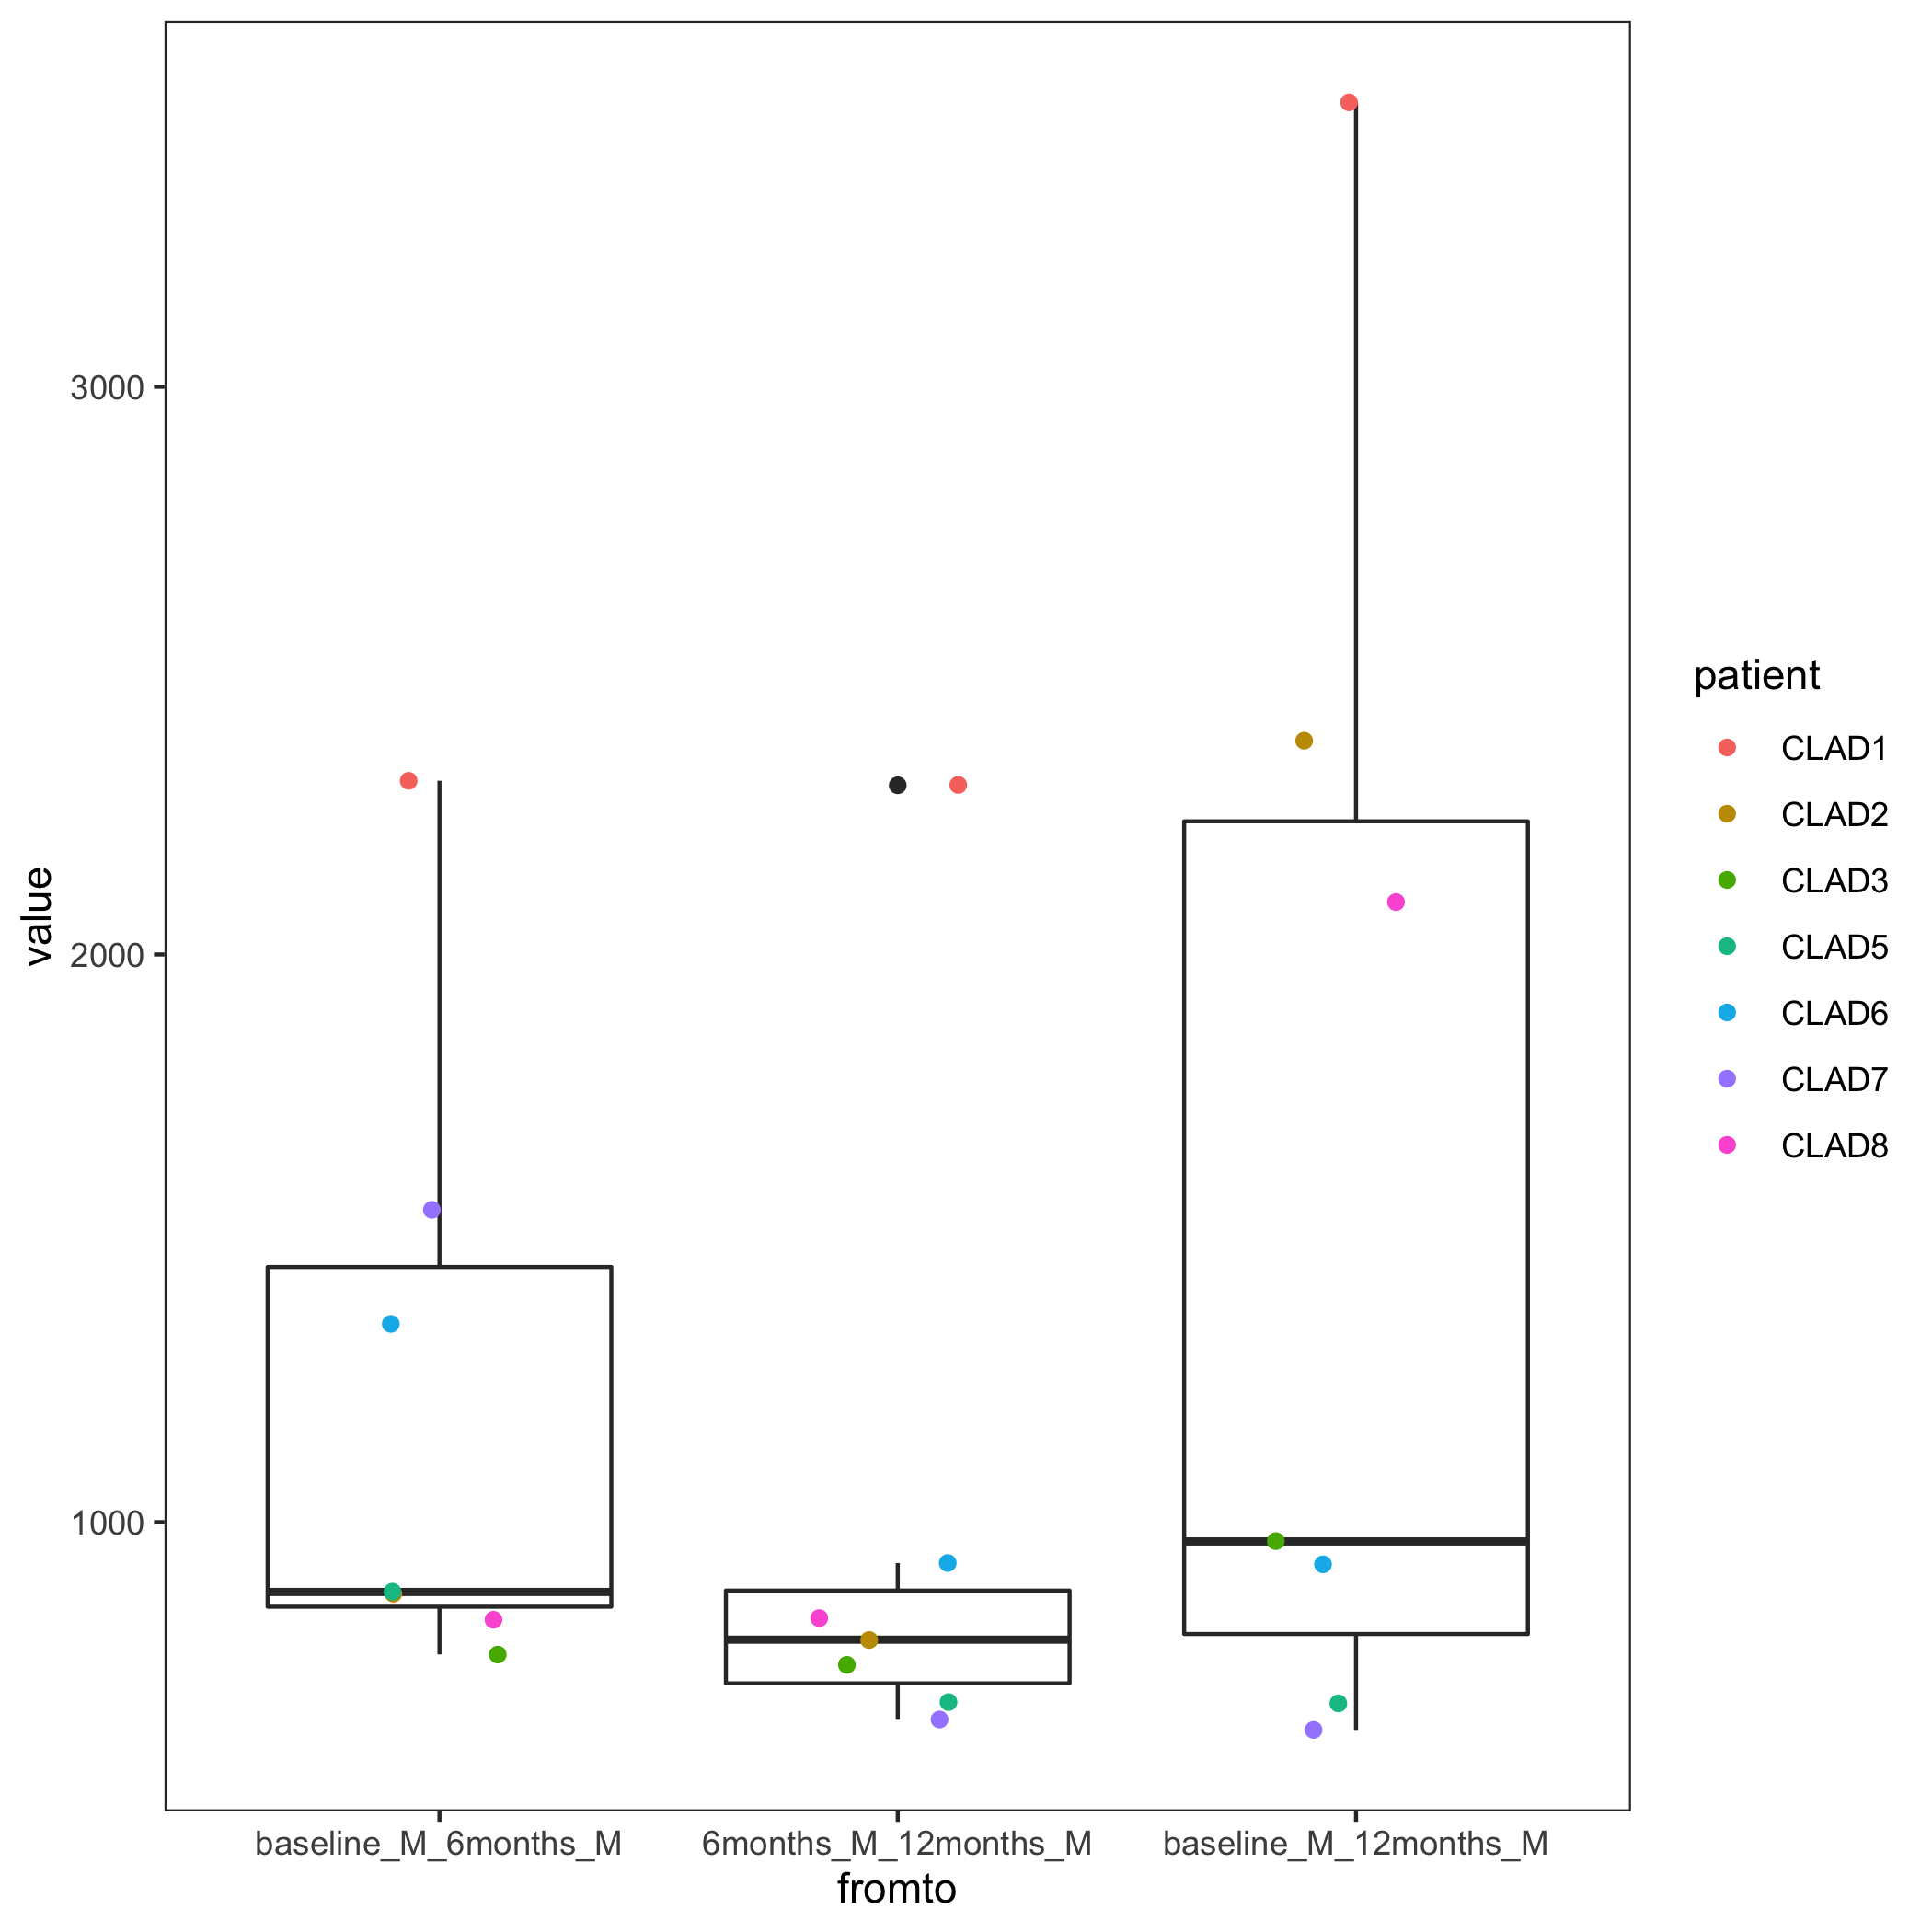 value
3000
2000
1000
baseline_M_6months_M
6months_M_12months_M
baseline_M_12months_M
fromto
patient
CLAD1
CLAD2
CLAD3
CLAD5
CLAD6
CLAD7
CLAD8